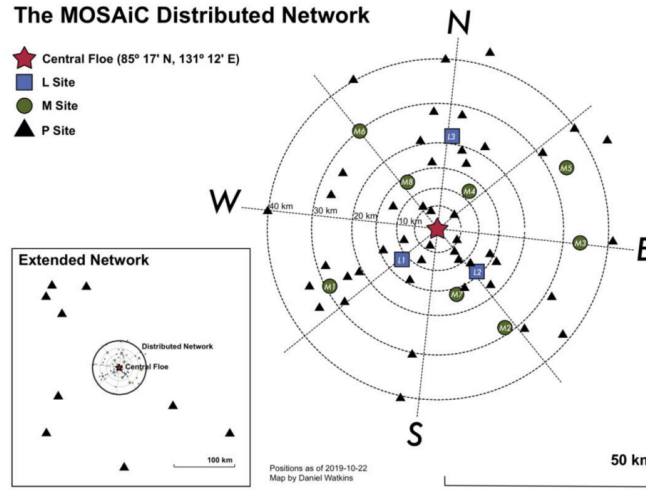 The MOSAiC Distributed Network
Central Floe (85º 17' N, 131º 12' E)
L Site
M Site
P Site
N
M6
L3
M5
M8
M4
W
40 km
30 km
20 km
10 km
M3
E
L1
L2
M1
M7
M2
S
Extended Network
Distributed Network
Central Floe
100 km
Positions as of 2019-10-22
Map by Daniel Watkins
50 km